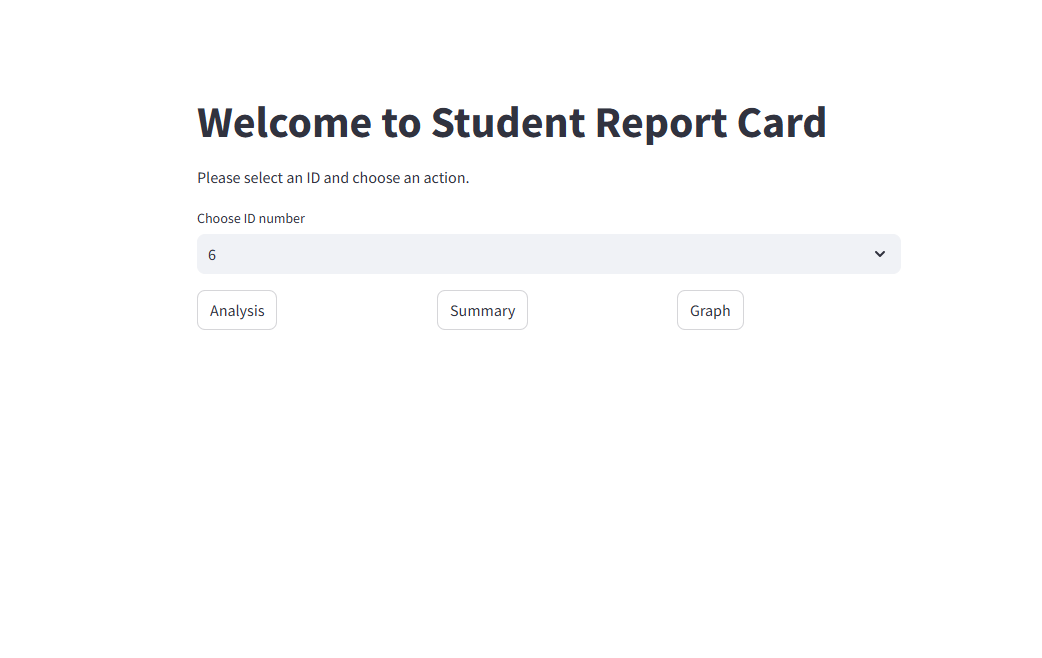 Welcome to Student Report Card
Please select an ID and choose an action.
Choose ID number
6
Analysis Summary Graph